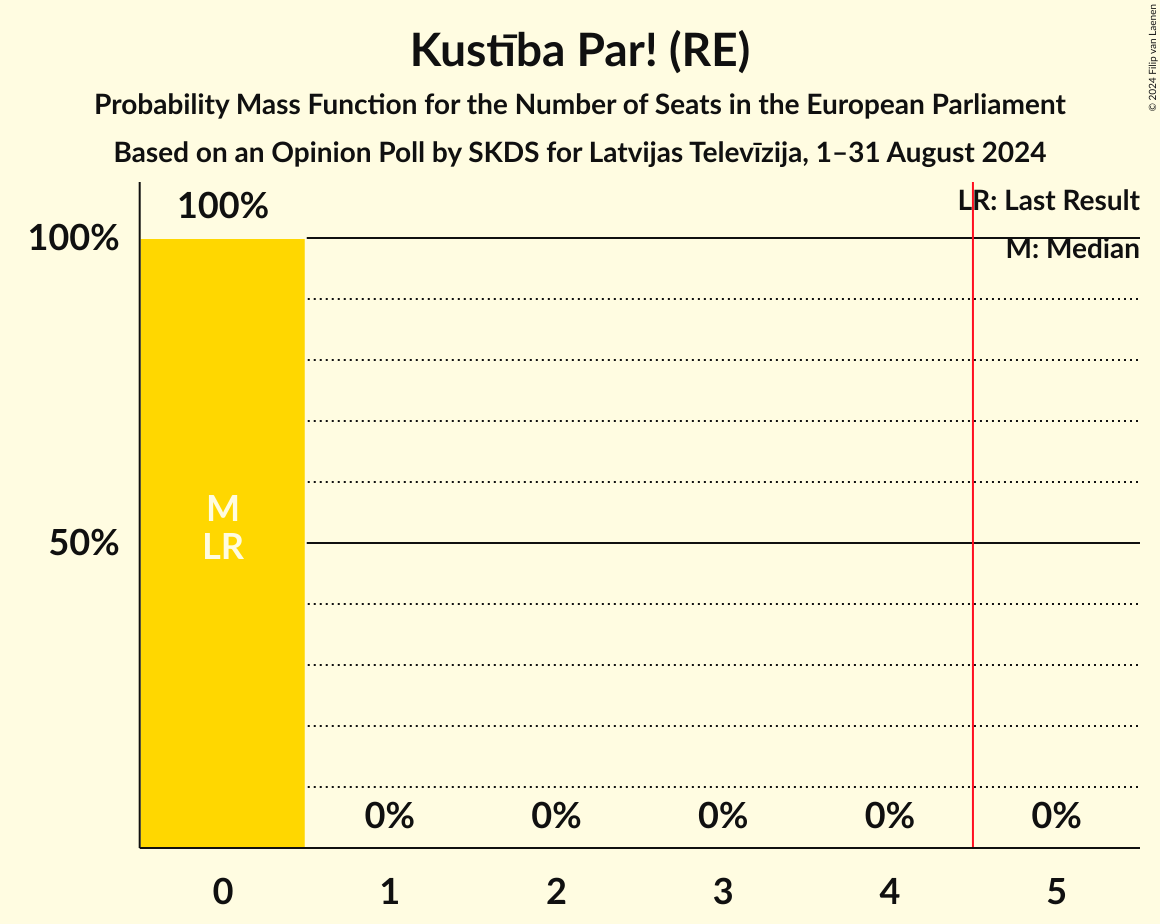 Kustība Par! (RE)
Probability Mass Function for the Number of Seats in the European Parliament
Based on an Opinion Poll by SKDS for Latvijas Televīzija, 1–31 August 2024
© 2024 Filip van Laenen
LR: Last Result
M: Median
100%
100%
50%
M
LR
0% 0% 0% 0% 0%
0 1 2 3 4 5